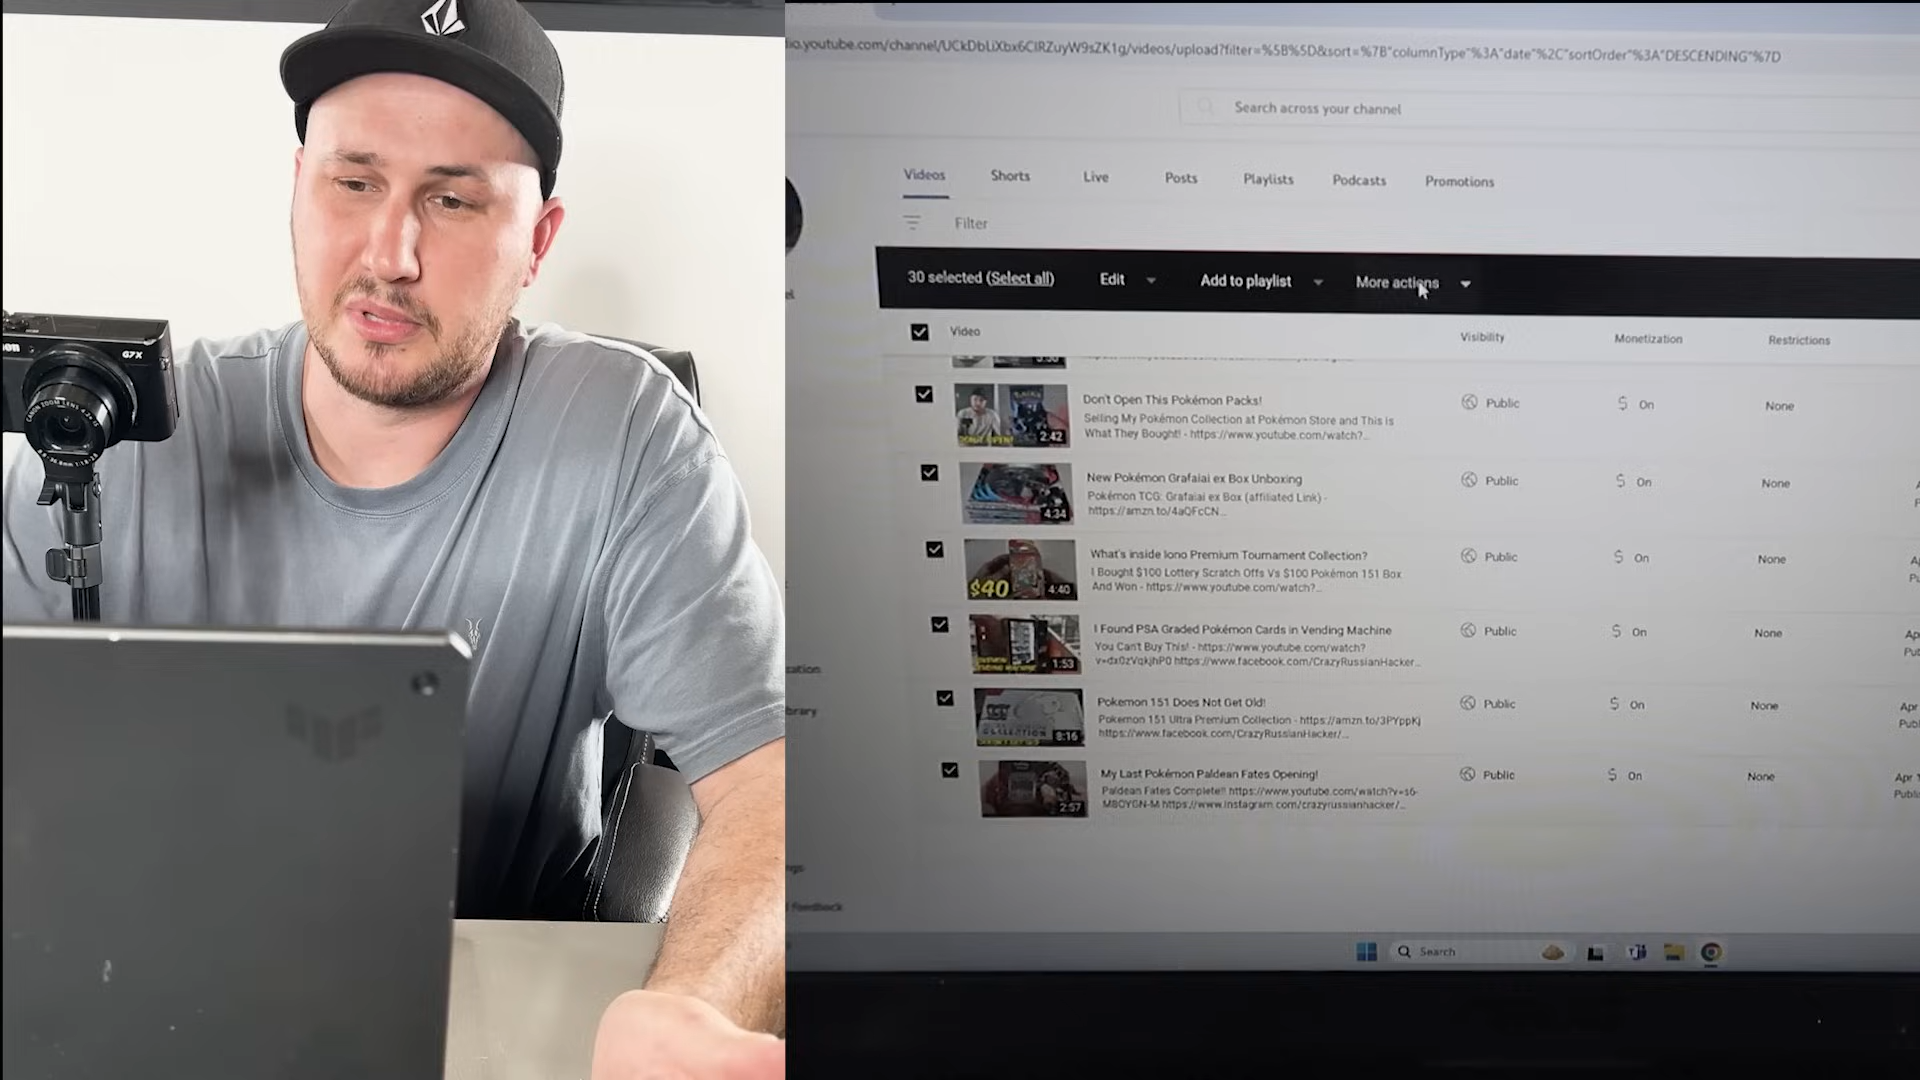 io.youtube.com/channel/UCkDbLiXbx6ClRZuyW9sZK1g/videos/upload?filter=%5B%5D&sort=%7B"columnType"%3A"date"%2C"sortOrder"%3A"DESCENDING"%7D
Search across your channel
Videos Shorts Live Posts Playlists Podcasts Promotions
Filter
30 selected (Select all) Edit Add to playlist More actions
Video Visibility Monetization Restrictions
Don't Open This Pokémon Packs!
Selling My Pokémon Collection at Pokémon Store and This Is
What They Bought! - https://www.youtube.com/watch?...
2:42
Public
On
None
New Pokémon Grafaiai ex Box Unboxing
Pokémon TCG: Grafaiai ex Box (affiliated Link) -
https://amzn.to/4aQFcCN...
4:34
Public
On
None
What's inside Iono Premium Tournament Collection?
I Bought $100 Lottery Scratch Offs Vs $100 Pokémon 151 Box
And Won - https://www.youtube.com/watch?...
$40
4:40
Public
On
None
I Found PSA Graded Pokémon Cards in Vending Machine
You Can't Buy This! - https://www.youtube.com/watch?
v=dx0zVqkjhP0 https://www.facebook.com/CrazyRussianHacker...
1:53
Public
On
None
Pokemon 151 Does Not Get Old!
Pokemon 151 Ultra Premium Collection - https://amzn.to/3PYppKj
https://www.facebook.com/CrazyRussianHacker/...
8:16
Public
On
None
Apr
My Last Pokémon Paldean Fates Opening!
Paldean Fates Complete!! https://www.youtube.com/watch?v=s6-
M8OYGN-M https://www.instagram.com/crazyrussianhacker/...
2:57
Public
On
None
Apr
Feedback
Search
G7X
CANON ZOOM LENS